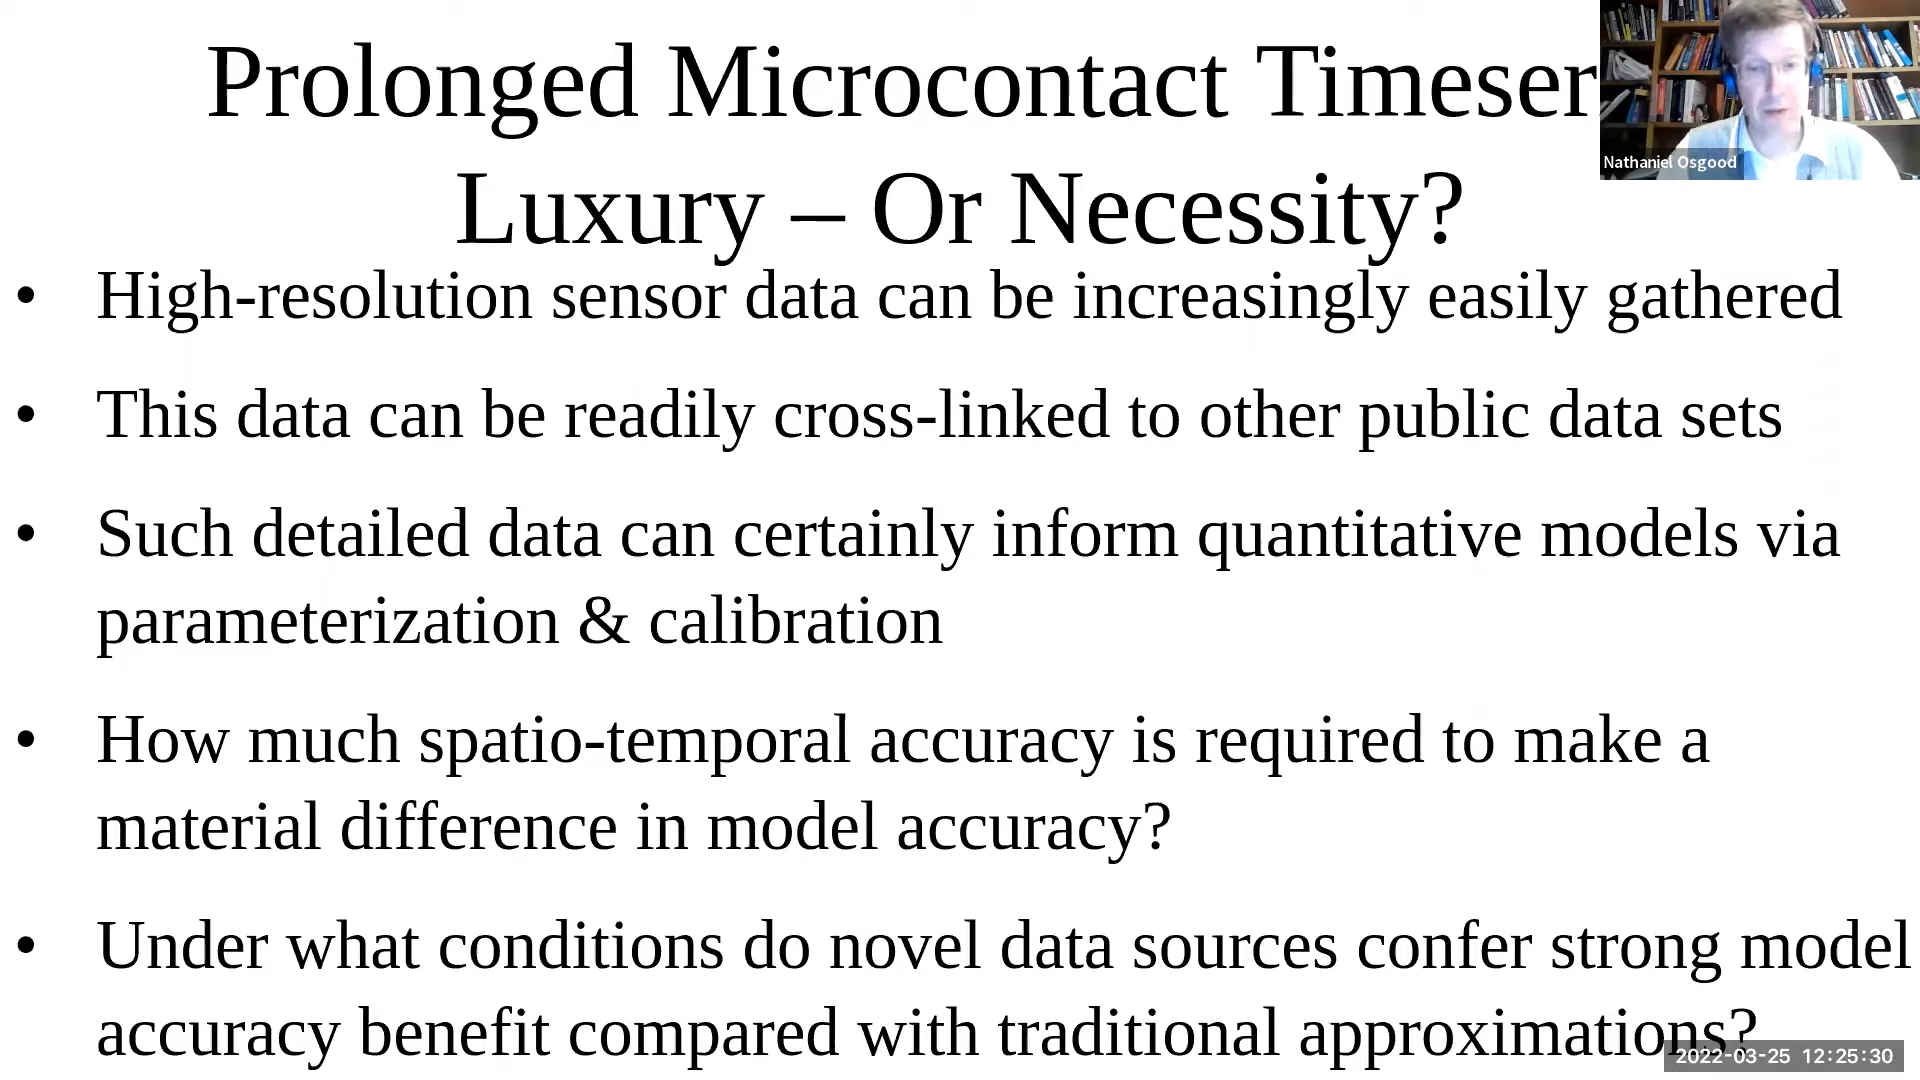 Prolonged Microcontact Timeser
Luxury – Or Necessity?
Nathaniel Osgood
• High-resolution sensor data can be increasingly easily gathered
• This data can be readily cross-linked to other public data sets
• Such detailed data can certainly inform quantitative models via
parameterization & calibration
• How much spatio-temporal accuracy is required to make a
material difference in model accuracy?
• Under what conditions do novel data sources confer strong model
accuracy benefit compared with traditional approximations?
2022-03-25 12:25:30